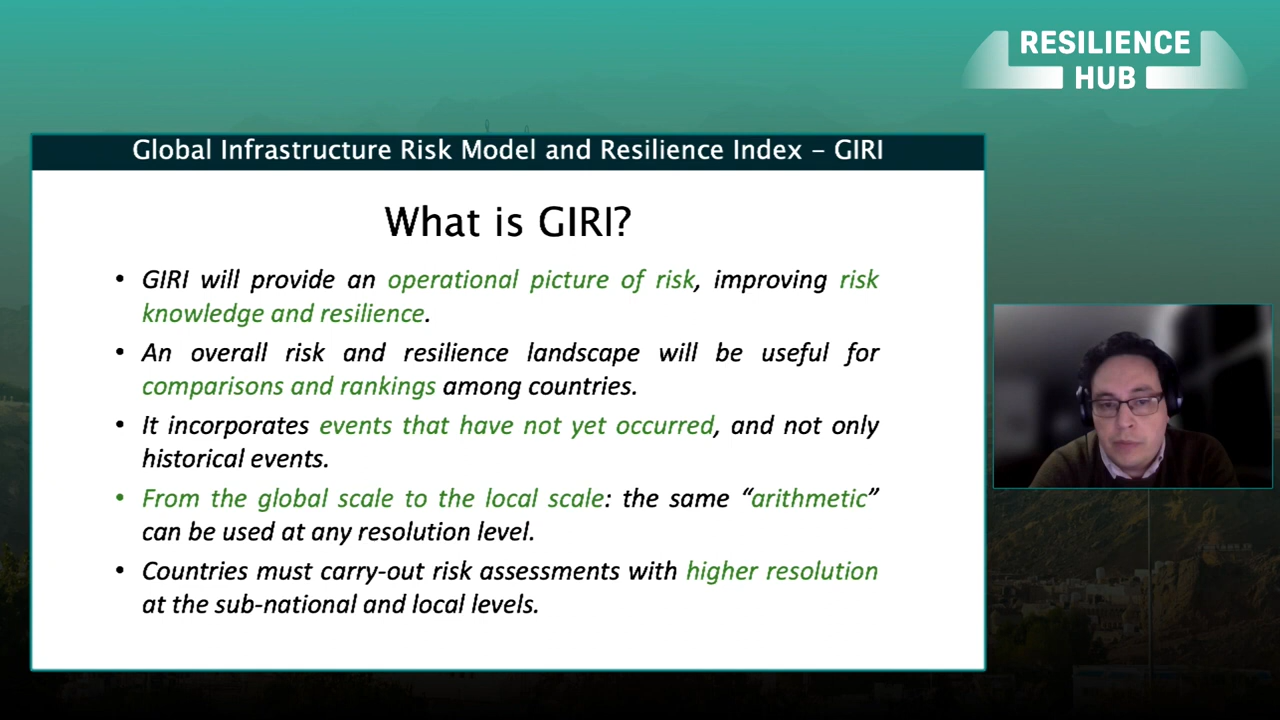 RESILIENCE
HUB
Global Infrastructure Risk Model and Resilience Index – GIRI
What is GIRI?
• GIRI will provide an operational picture of risk, improving risk
knowledge and resilience.
• An overall risk and resilience landscape will be useful for
comparisons and rankings among countries.
• It incorporates events that have not yet occurred, and not only
historical events.
• From the global scale to the local scale: the same “arithmetic”
can be used at any resolution level.
• Countries must carry-out risk assessments with higher resolution
at the sub-national and local levels.